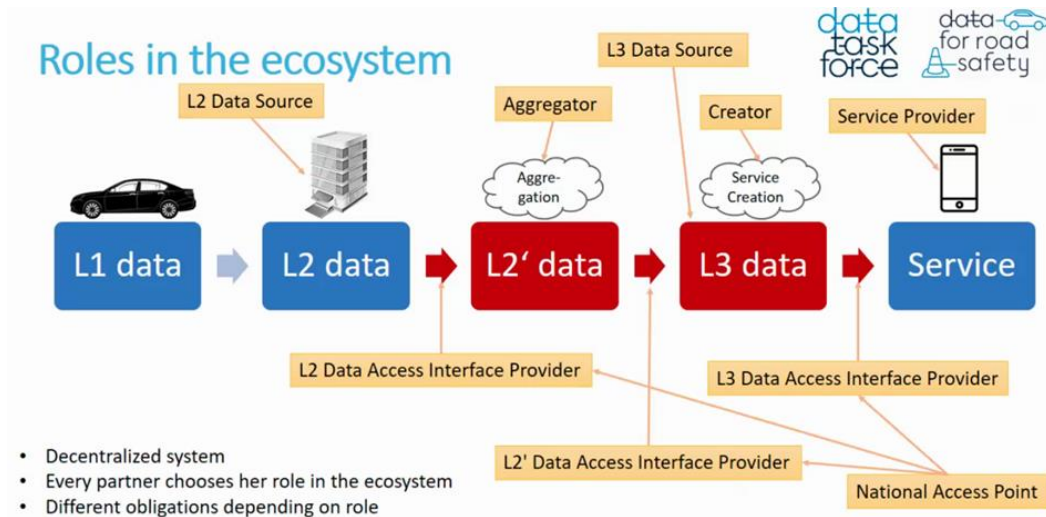 Roles in the ecosystem
data
task
force
data
for road
safety
L3 Data Source
L2 Data Source
Aggregator
Creator
Service Provider
Aggre-
gation
Service
Creation
L1 data
L2 data
L2‘ data
L3 data
Service
L2 Data Access Interface Provider
L3 Data Access Interface Provider
L2' Data Access Interface Provider
National Access Point
• Decentralized system
• Every partner chooses her role in the ecosystem
• Different obligations depending on role